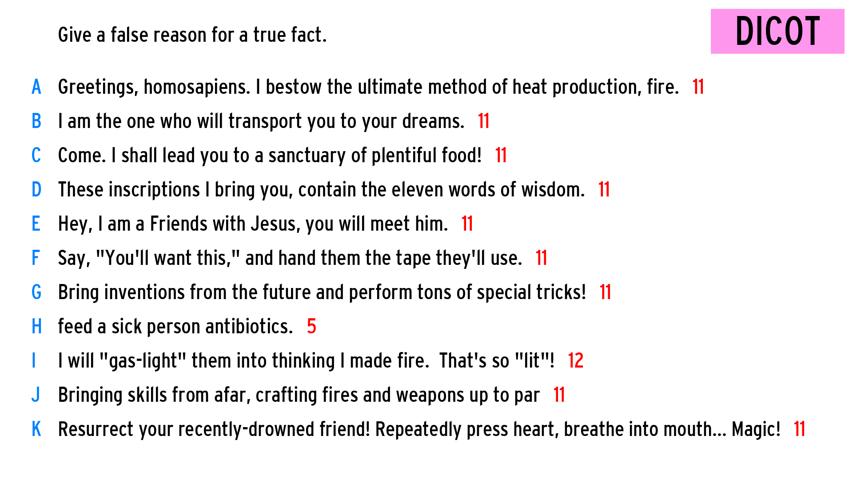 Give a false reason for a true fact.
DICOT
A Greetings, homosapiens. I bestow the ultimate method of heat production, fire. 11
B I am the one who will transport you to your dreams. 11
C Come. I shall lead you to a sanctuary of plentiful food! 11
D These inscriptions I bring you, contain the eleven words of wisdom. 11
E Hey, I am a Friends with Jesus, you will meet him. 11
F Say, "You'll want this," and hand them the tape they'll use. 11
G Bring inventions from the future and perform tons of special tricks! 11
H feed a sick person antibiotics. 5
I I will "gas-light" them into thinking I made fire. That's so "lit"! 12
J Bringing skills from afar, crafting fires and weapons up to par 11
K Resurrect your recently-drowned friend! Repeatedly press heart, breathe into mouth... Magic! 11